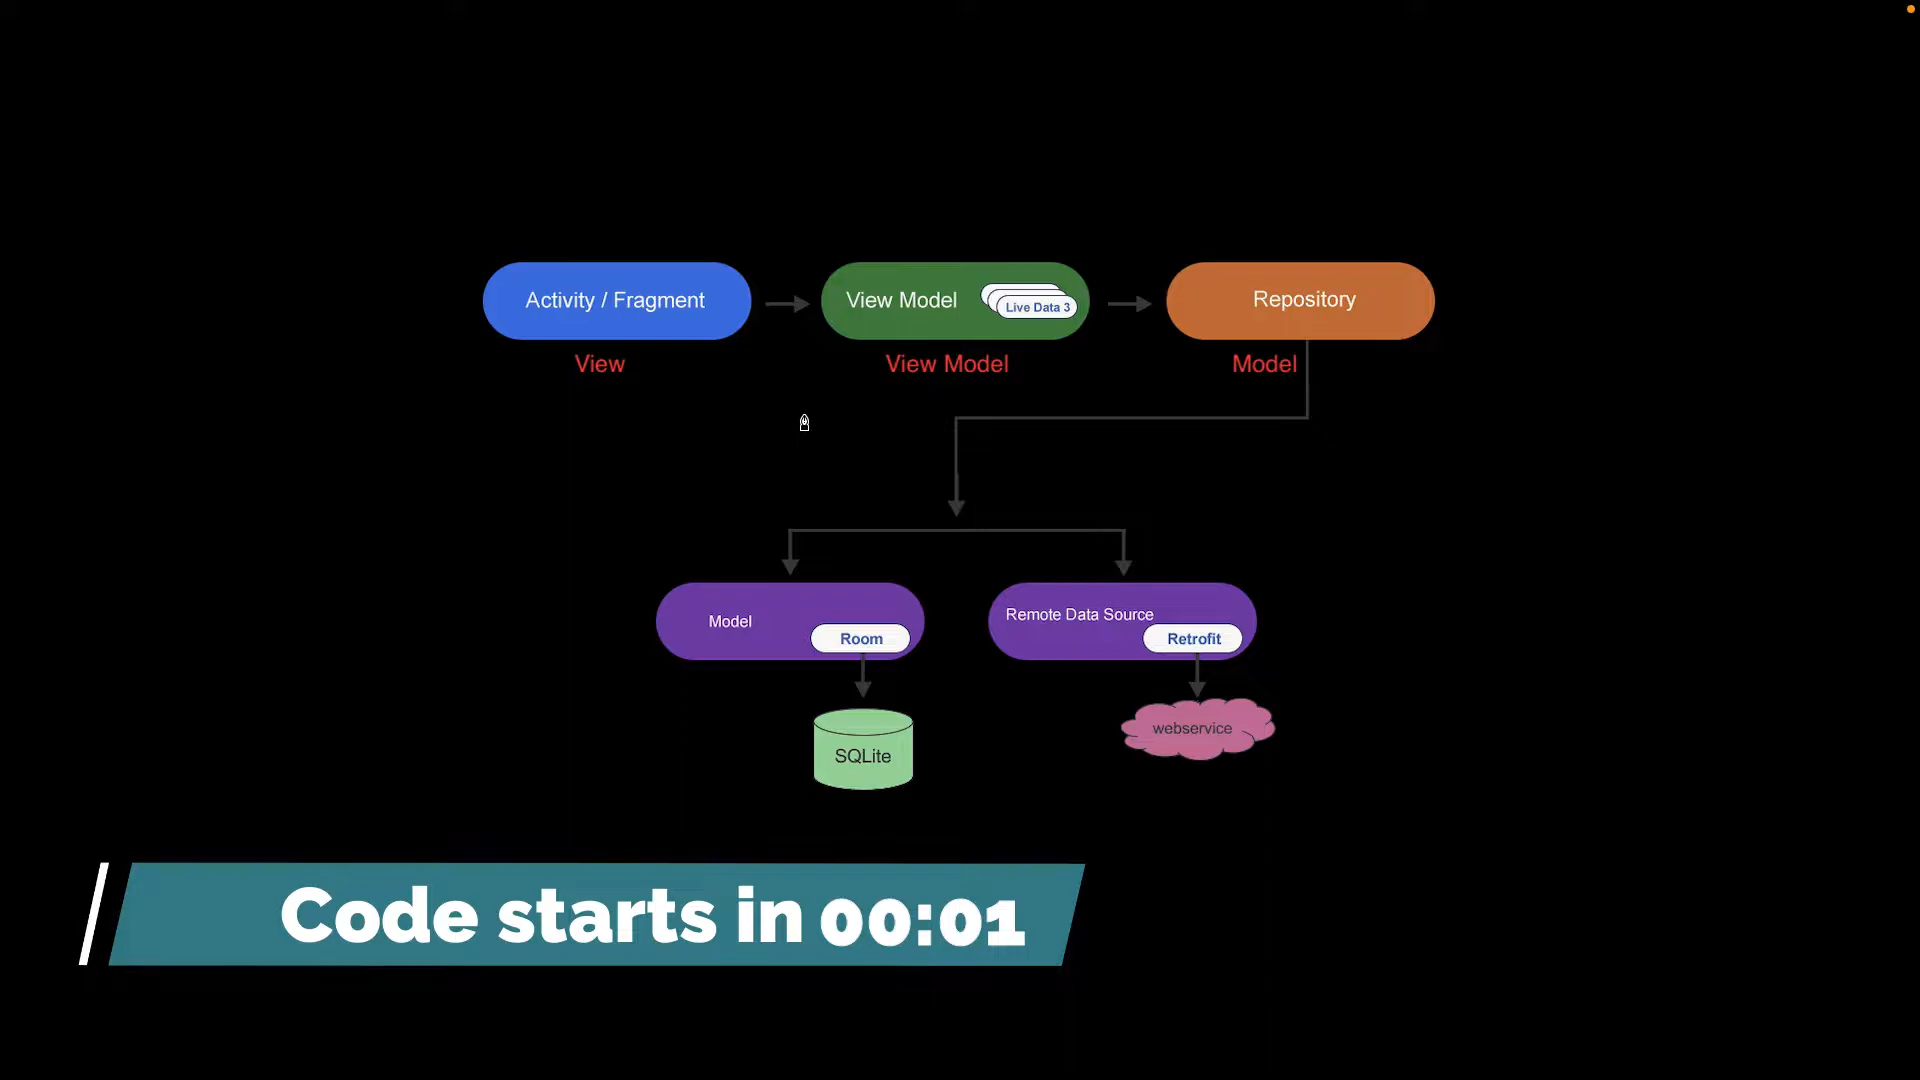 Activity / Fragment
View Model
Live Data 3
Repository
View
View Model
Model
Model
Room
Remote Data Source
Retrofit
SQLite
webservice
Code starts in 00:01